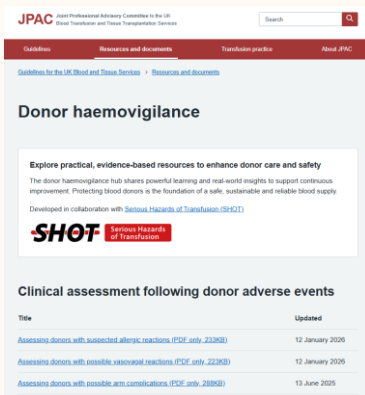 JPAC Joint Professional Advisory Committee to the UK
Blood Transfusion and Tissue Transplantation Services
Search
Guidelines Resources and documents Transfusion practice About JPAC
Guidelines for the UK Blood and Tissue Services › Resources and documents
Donor haemovigilance
Explore practical, evidence-based resources to enhance donor care and safety
The donor haemovigilance hub shares powerful learning and real-world insights to support continuous
improvement. Protecting blood donors is the foundation of a safe, sustainable and reliable blood supply.
Developed in collaboration with Serious Hazards of Transfusion (SHOT)
SHOT Serious Hazards
of Transfusion
Clinical assessment following donor adverse events
Title Updated
Assessing donors with suspected allergic reactions (PDF only, 233KB) 12 January 2026
Assessing donors with possible vasovagal reactions (PDF only, 223KB) 12 January 2026
Assessing donors with possible arm complications (PDF only, 288KB) 13 June 2025